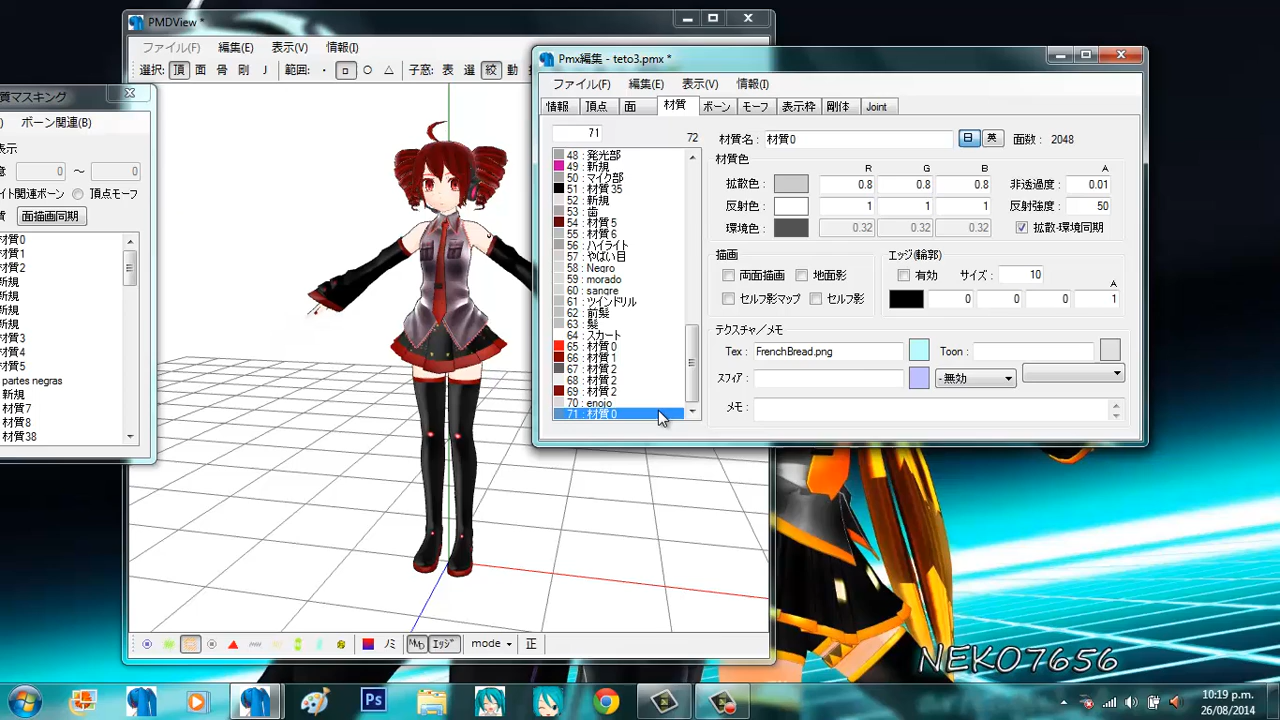 PMDView *
ファイル(F) 編集(E) 表示(V) 情報(I)
選択: 頂 面 骨 剛 J 範囲: 子窓: 表 選 絞 動
質マスキング
) ボーン関連(B)
表示
意 0 ～ 0
イト関連ボーン 頂点モーフ
質 面描画同期
材質0
材質1
材質2
新規
新規
新規
新規
材質3
材質4
材質5
partes negras
新規
材質7
材質8
材質38
Pmx編集 - teto3.pmx *
ファイル(F) 編集(E) 表示(V) 情報(I)
情報 頂点 面 材質 ボーン モーフ 表示枠 剛体 Joint
71 72
48 : 発光部
49 : 新規
50 : マイク部
51 : 材質35
52 : 新規
53 : 歯
54 : 材質5
55 : 材質6
56 : ハイライト
57 : やばい目
58 : Negro
59 : morado
60 : sangre
61 : ツインドリル
62 : 前髪
63 : 髪
64 : スカート
65 : 材質0
66 : 材質1
67 : 材質2
68 : 材質2
69 : 材質2
70 : enojo
71 : 材質0
材質名 : 材質0 日 英 面数 : 2048
材質色
R G B A
拡散色 : 0.8 0.8 0.8 非透過度 : 0.01
反射色 : 1 1 1 反射強度 : 50
環境色 : 0.32 0.32 0.32 拡散-環境同期
描画
両面描画 地面影
セルフ影マップ セルフ影
エッジ(輪郭)
有効 サイズ : 10
A
0 0 0 1
テクスチャ／メモ
Tex : FrenchBread.png Toon :
スフィア : -無効
メモ :
エッジ mode 正
NEKO7656
Ps
10:19 p.m.
26/08/2014